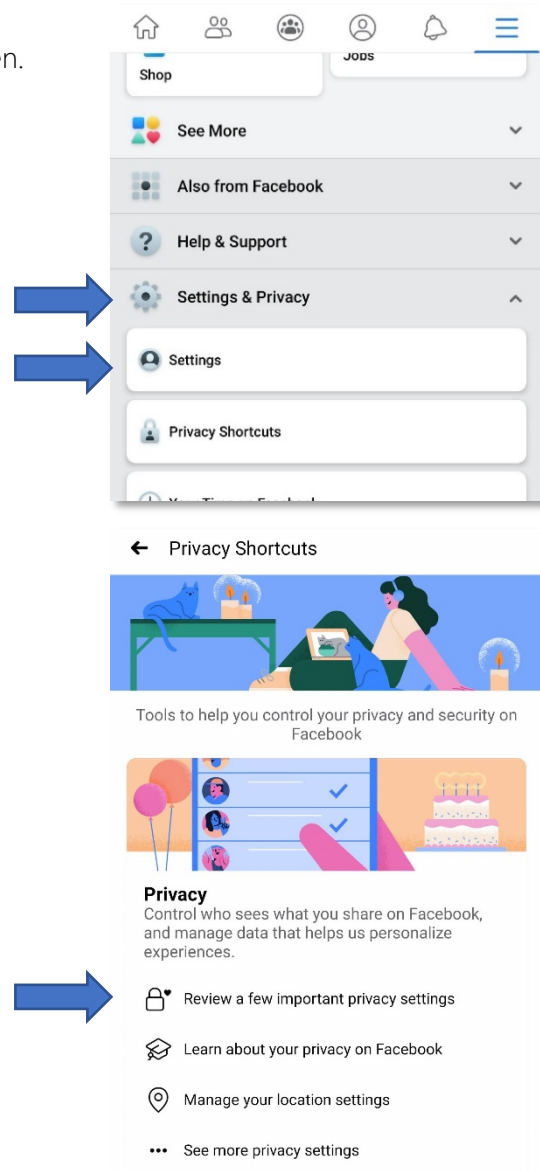 en.
Jobs
Shop
See More
Also from Facebook
Help & Support
Settings & Privacy
Settings
Privacy Shortcuts
Privacy Shortcuts
Tools to help you control your privacy and security on
Facebook
Privacy
Control who sees what you share on Facebook,
and manage data that helps us personalize
experiences.
Review a few important privacy settings
Learn about your privacy on Facebook
Manage your location settings
See more privacy settings